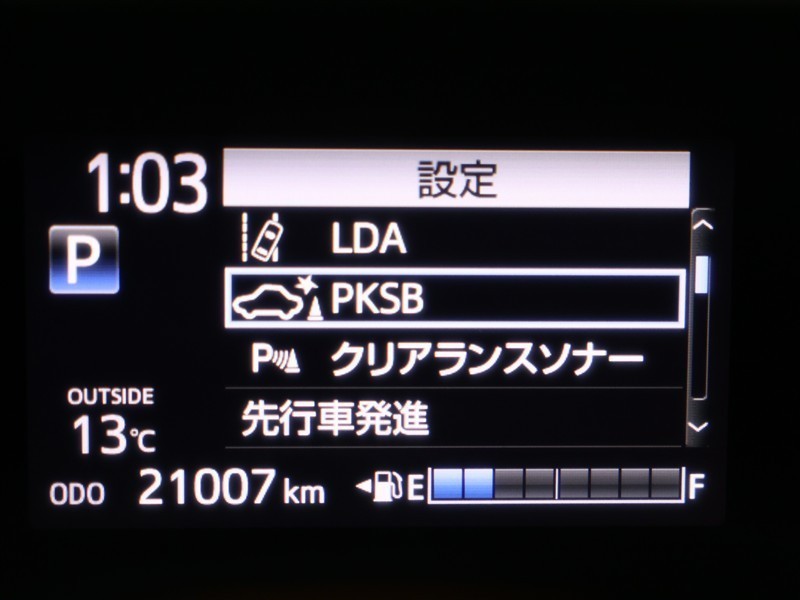 1:03
設定
P
LDA
PKSB
P クリアランスソナー
先行車発進
OUTSIDE
13℃
ODO 21007 km E F